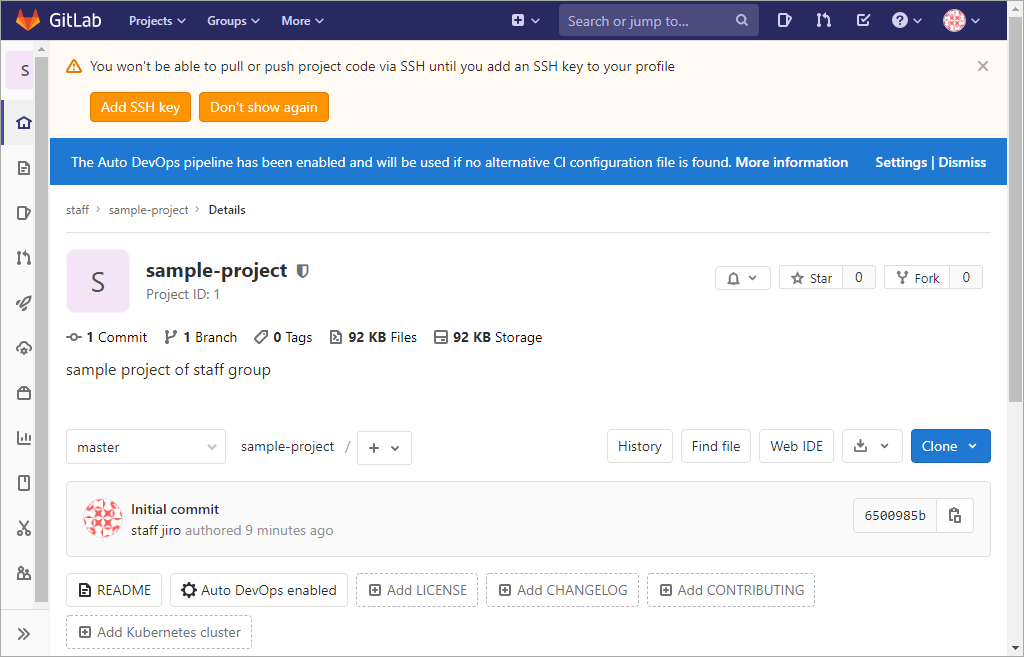 GitLab Projects Groups More Search or jump to...
S
You won't be able to pull or push project code via SSH until you add an SSH key to your profile
Add SSH key Don't show again
The Auto DevOps pipeline has been enabled and will be used if no alternative CI configuration file is found. More information Settings | Dismiss
staff > sample-project > Details
S
sample-project
Project ID: 1
Star 0 Fork 0
1 Commit 1 Branch 0 Tags 92 KB Files 92 KB Storage
sample project of staff group
master sample-project / + History Find file Web IDE Clone
Initial commit
staff jiro authored 9 minutes ago
6500985b
README Auto DevOps enabled Add LICENSE Add CHANGELOG Add CONTRIBUTING
Add Kubernetes cluster